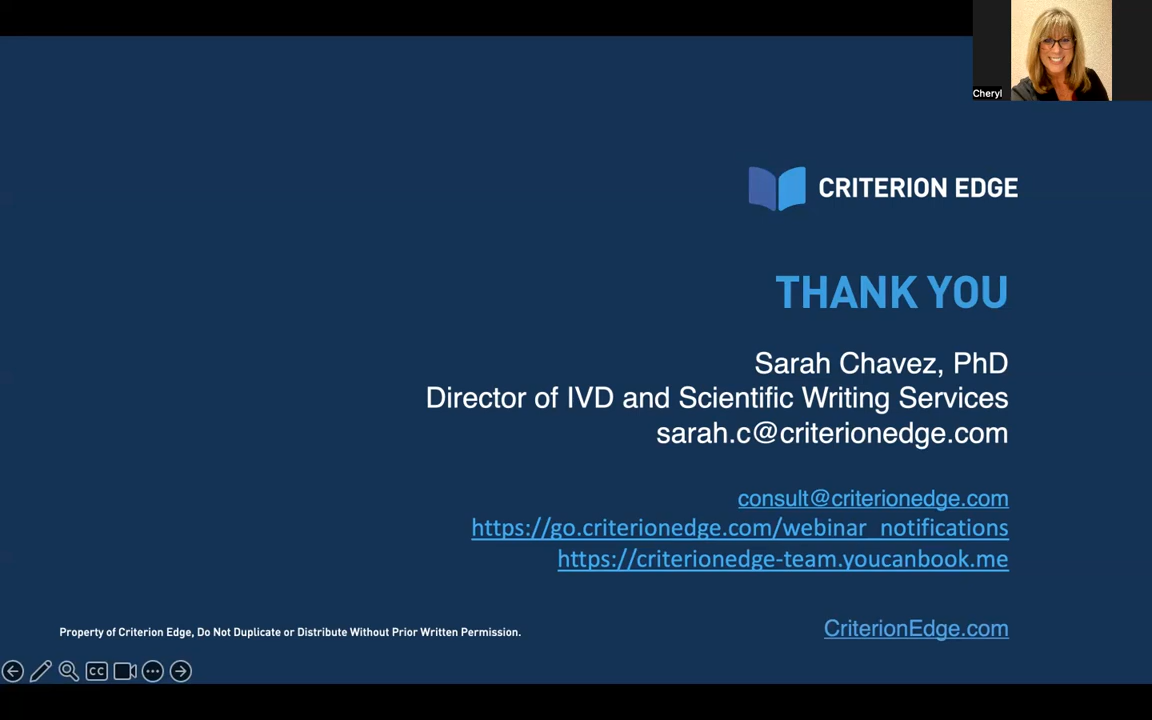 Cheryl
CRITERION EDGE
THANK YOU
Sarah Chavez, PhD
Director of IVD and Scientific Writing Services
sarah.c@criterionedge.com
consult@criterionedge.com
https://go.criterionedge.com/webinar_notifications
https://criterionedge-team.youcanbook.me
Property of Criterion Edge, Do Not Duplicate or Distribute Without Prior Written Permission.
CriterionEdge.com
CC